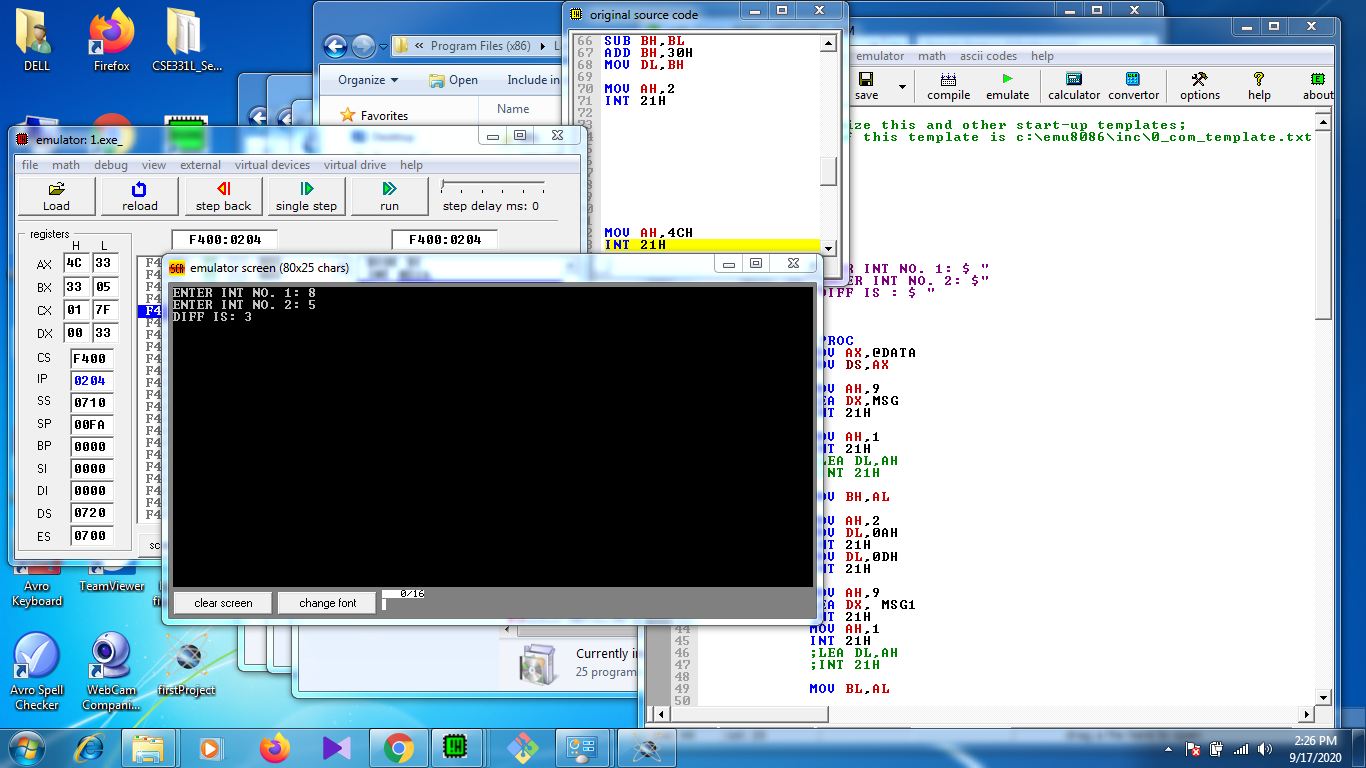 DELL
Firefox
CSE331L_Se...
Avro
Keyboard
TeamViewer
Avro Spell
Checker
WebCam
Compani...
firstProject
Program Files (x86)
Organize
Open
Include in
Favorites
Name
Currently in
25 program
original source code
66 SUB BH,BL
67 ADD BH,30H
68 MOV DL,BH
69
70 MOV AH,2
71 INT 21H
72
MOV AH,4CH
INT 21H
emulator math ascii codes help
save
compile
emulate
calculator
convertor
options
help
about
ize this and other start-up templates;
f this template is c:\emu8086\inc\0_com_template.txt
R INT NO. 1: $ "
ER INT NO. 2: $"
DIFF IS : $ "
PROC
OV AX,@DATA
OV DS,AX
OV AH,9
EA DX,MSG
NT 21H
OV AH,1
NT 21H
LEA DL,AH
INT 21H
OV BH,AL
OV AH,2
OV DL,0AH
NT 21H
OV DL,0DH
NT 21H
OV AH,9
EA DX, MSG1
NT 21H
44 MOV AH,1
45 INT 21H
46 ;LEA DL,AH
47 ;INT 21H
48
49 MOV BL,AL
50
emulator: 1.exe_
file math debug view external virtual devices virtual drive help
Load
reload
step back
single step
run
step delay ms: 0
registers
F400:0204
F400:0204
H L
AX 4C 33
BX 33 05
CX 01 7F
DX 00 33
CS F400
IP 0204
SS 0710
SP 00FA
BP 0000
SI 0000
DI 0000
DS 0720
ES 0700
emulator screen (80x25 chars)
ENTER INT NO. 1: 8
ENTER INT NO. 2: 5
DIFF IS: 3
clear screen
change font
0/16
2:26 PM
9/17/2020